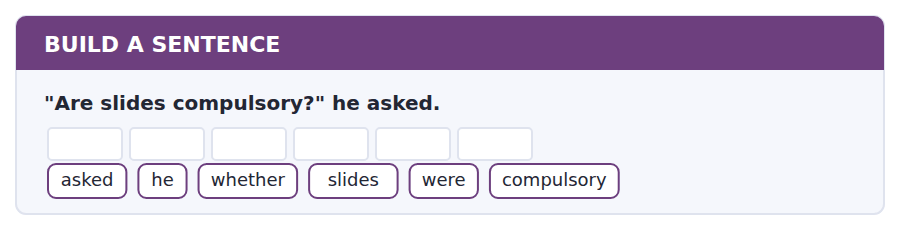 BUILD A SENTENCE
"Are slides compulsory?" he asked.
asked he whether slides were compulsory